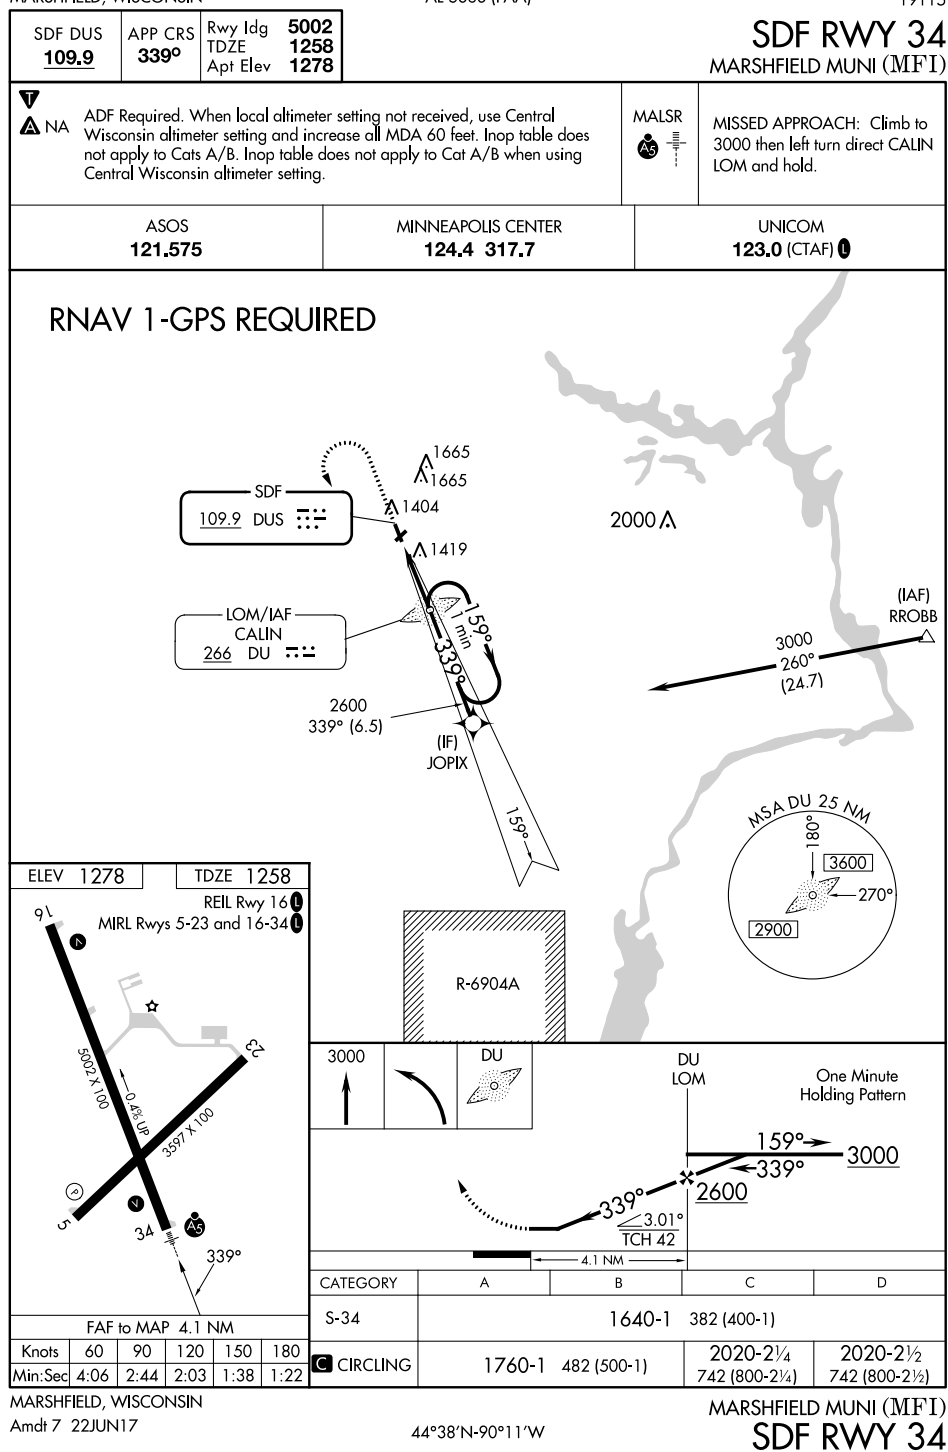 SDF DUS
109.9
APP CRS
339°
Rwy ldg 5002
TDZE 1258
Apt Elev 1278
SDF RWY 34
MARSHFIELD MUNI (MFI)
T
A NA
ADF Required. When local altimeter setting not received, use Central
Wisconsin altimeter setting and increase all MDA 60 feet. Inop table does
not apply to Cats A/B. Inop table does not apply to Cat A/B when using
Central Wisconsin altimeter setting.
MALSR
A5
MISSED APPROACH: Climb to
3000 then left turn direct CALIN
LOM and hold.
ASOS
121.575
MINNEAPOLIS CENTER
124.4 317.7
UNICOM
123.0 (CTAF) L
RNAV 1-GPS REQUIRED
1665
1665
1404
1419
2000
SDF
109.9 DUS
LOM/IAF
CALIN
266 DU
159°
1 min
339°
2600
339° (6.5)
(IF)
JOPIX
159°
(IAF)
RROBB
3000
260°
(24.7)
MSA DU 25 NM
180°
3600
270°
2900
R-6904A
ELEV 1278
TDZE 1258
REIL Rwy 16 L
MIRL Rwys 5-23 and 16-34 L
16
V
5002 X 100
0.4% UP
3597 X 100
23
P
5
V
34
A5
339°
FAF to MAP 4.1 NM
Knots 60 90 120 150 180
Min:Sec 4:06 2:44 2:03 1:38 1:22
3000
DU
DU
LOM
One Minute
Holding Pattern
159°
339°
3000
2600
339°
3.01°
TCH 42
4.1 NM
CATEGORY A B C D
S-34 1640-1 382 (400-1)
C CIRCLING 1760-1 482 (500-1) 2020-2¼ 742 (800-2¼) 2020-2½ 742 (800-2½)
MARSHFIELD, WISCONSIN
Amdt 7 22JUN17
44°38'N-90°11'W
MARSHFIELD MUNI (MFI)
SDF RWY 34